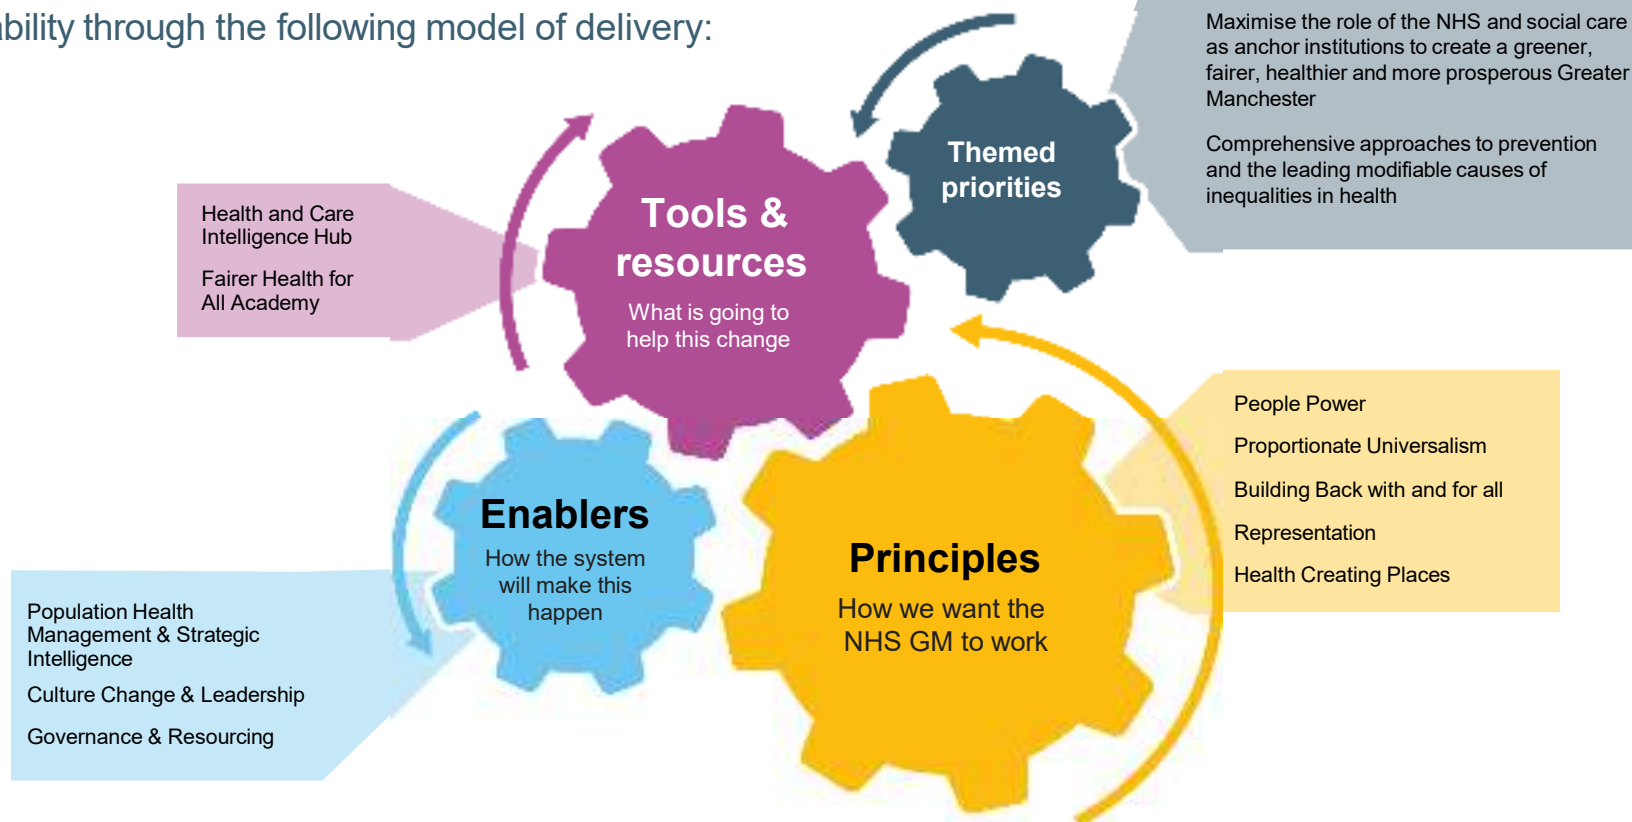 through the following model of delivery:
Maximise the role of the NHS and social care
as anchor institutions to create a greener,
fairer, healthier and more prosperous Greater
Manchester
Comprehensive approaches to prevention
and the leading modifiable causes of
inequalities in health
Themed
priorities
Tools &
resources
What is going to
help this change
Health and Care
Intelligence Hub
Fairer Health for
All Academy
People Power
Proportionate Universalism
Building Back with and for all
Representation
Health Creating Places
Enablers
How the system
will make this
happen
Principles
How we want the
NHS GM to work
Population Health
Management & Strategic
Intelligence
Culture Change & Leadership
Governance & Resourcing